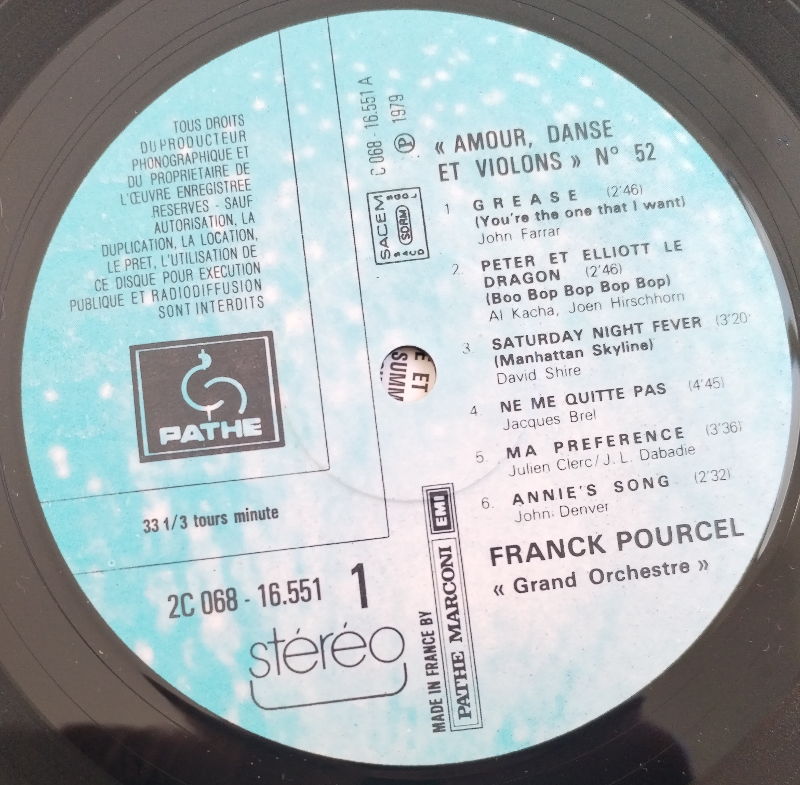 TOUS DROITS
DU PRODUCTEUR
PHONOGRAPHIQUE ET
DU PROPRIETAIRE DE
L'ŒUVRE ENREGISTREE
RESERVES - SAUF
AUTORISATION, LA
DUPLICATION, LA LOCATION,
LE PRET, L'UTILISATION DE
CE DISQUE POUR EXECUTION
PUBLIQUE ET RADIODIFFUSION
SONT INTERDITS
PATHE
33 1/3 tours minute
2C 068 - 16.551 1
stéréo
C 068 - 16.551 A
Ⓟ 1979
SACEM
SDRM
« AMOUR, DANSE
ET VIOLONS » N° 52
1 GREASE (2'46)
(You're the one that I want)
John Farrar
2. PETER ET ELLIOTT LE
DRAGON (2'46)
(Boo Bop Bop Bop Bop)
Al Kacha, Joen Hirschhorn
3. SATURDAY NIGHT FEVER (3'20
(Manhattan Skyline)
David Shire
4 NE ME QUITTE PAS (4'45)
Jacques Brel
5. MA PREFERENCE (3'36)
Julien Clerc/J.L. Dabadie
6. ANNIE'S SONG (2'32)
John Denver
FRANCK POURCEL
« Grand Orchestre »
MADE IN FRANCE BY
PATHE MARCONI EMI
E ET
SUMM